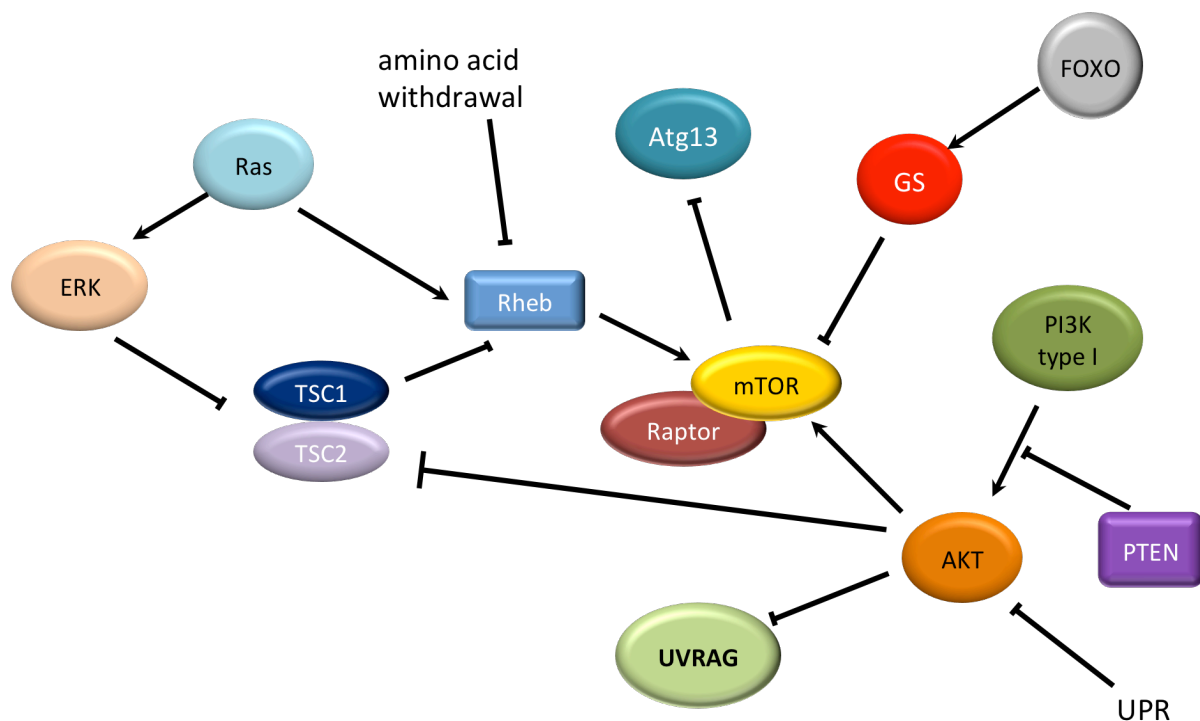 amino acid
withdrawal
FOXO
Atg13
Ras
GS
ERK
Rheb
PI3K
type I
TSC1
mTOR
Raptor
TSC2
AKT
PTEN
UVRAG
UPR